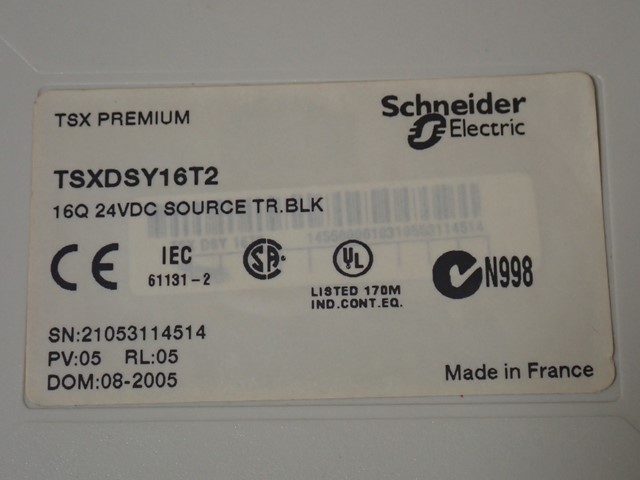 TSX PREMIUM
Schneider
Electric
TSXDSY16T2
16Q 24VDC SOURCE TR.BLK
CE
IEC
61131-2
SA
UL
LISTED 170M
IND.CONT.EQ.
N998
SN:21053114514
PV:05 RL:05
DOM:08-2005
Made in France